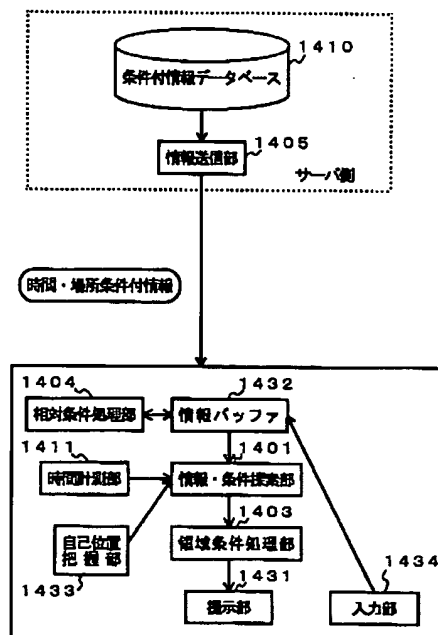 1410
条件付情報データベース
1405
情報送信部
サーバ側
時間・場所条件付情報
1404
1432
相対条件処理部
情報バッファ
1411
1401
時間計測部
情報・条件探索部
1403
自己位置
把握部
領域条件処理部
1434
1433
1431
提示部
入力部